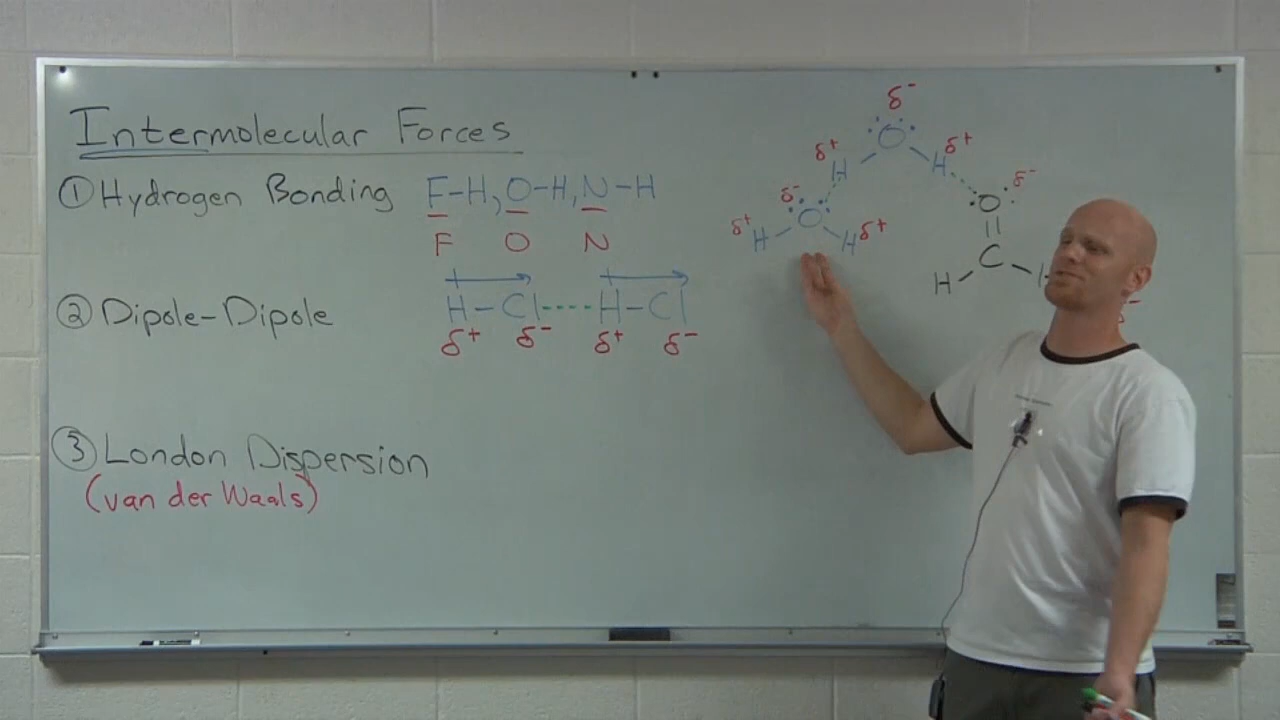 Intermolecular Forces
① Hydrogen Bonding F-H, O-H, N-H
F O N
② Dipole-Dipole H-Cl----H-Cl
δ+ δ- δ+ δ-
③ London Dispersion
(van der Waals)
δ-
O
δ+ H H δ+
δ- O δ-
δ+ H O H δ+
C
H